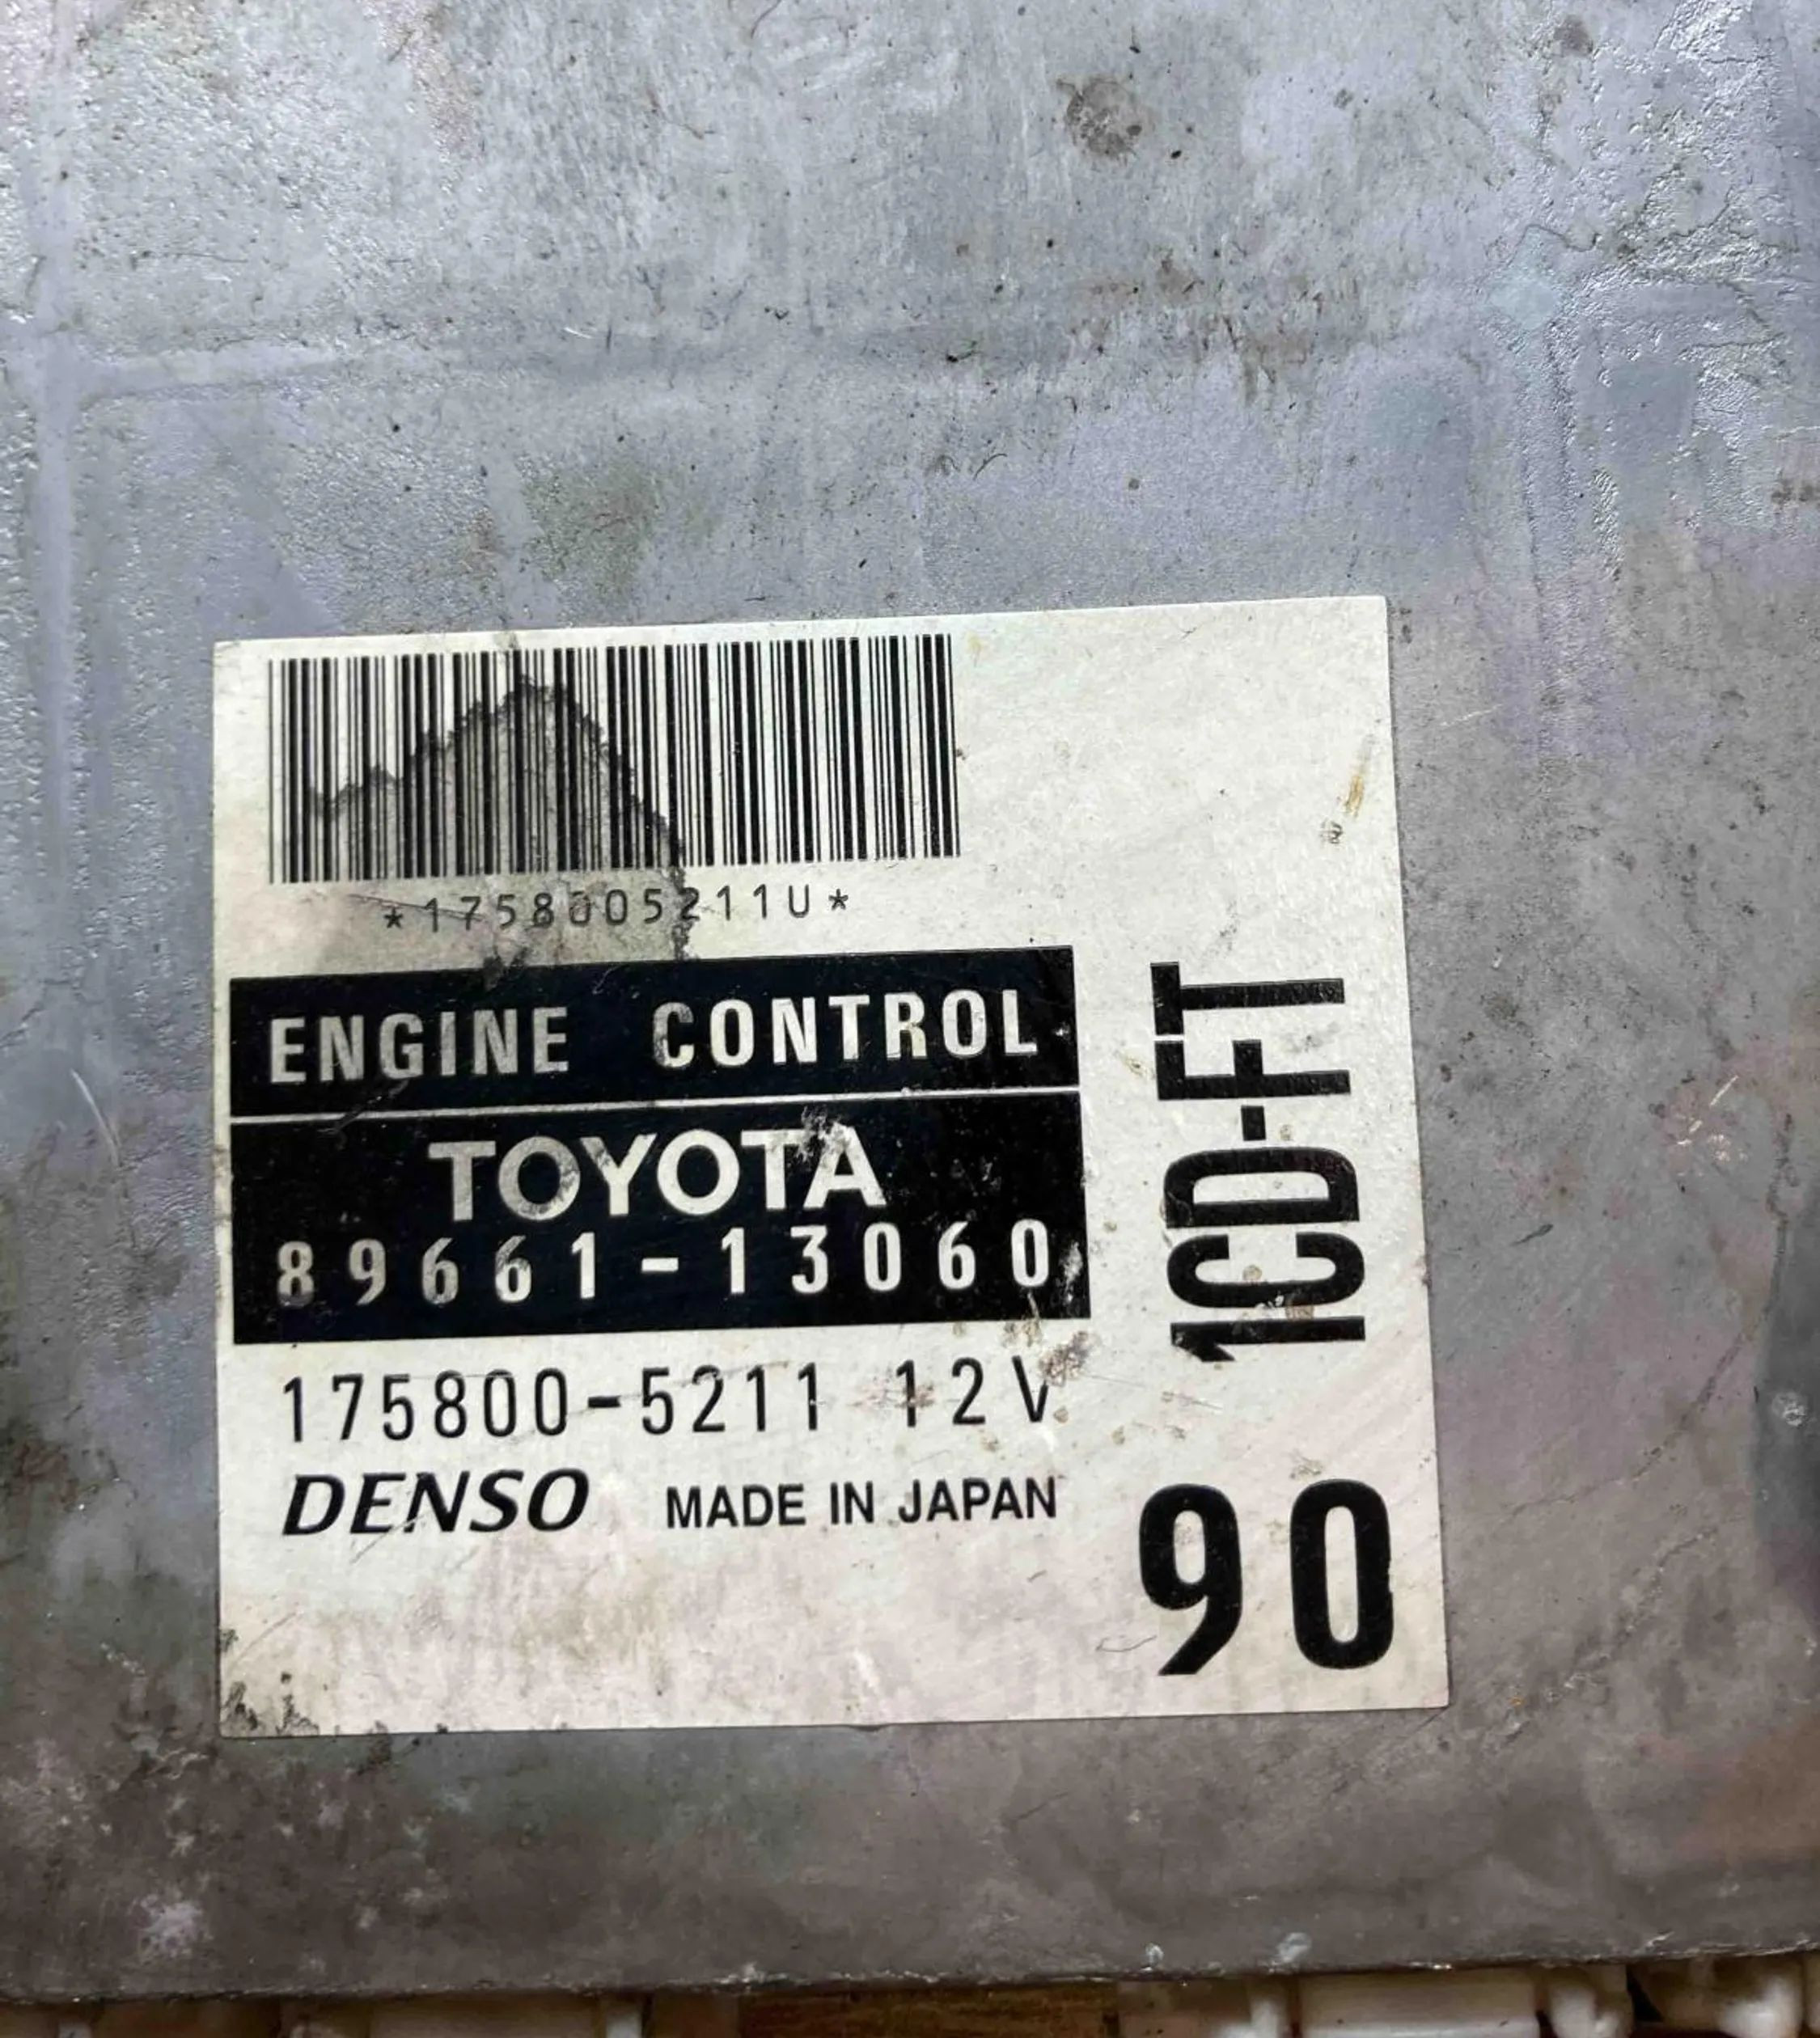 *1758005211U*
ENGINE CONTROL
TOYOTA
89661-13060
175800-5211 12V
DENSO MADE IN JAPAN
1CD-FT
90